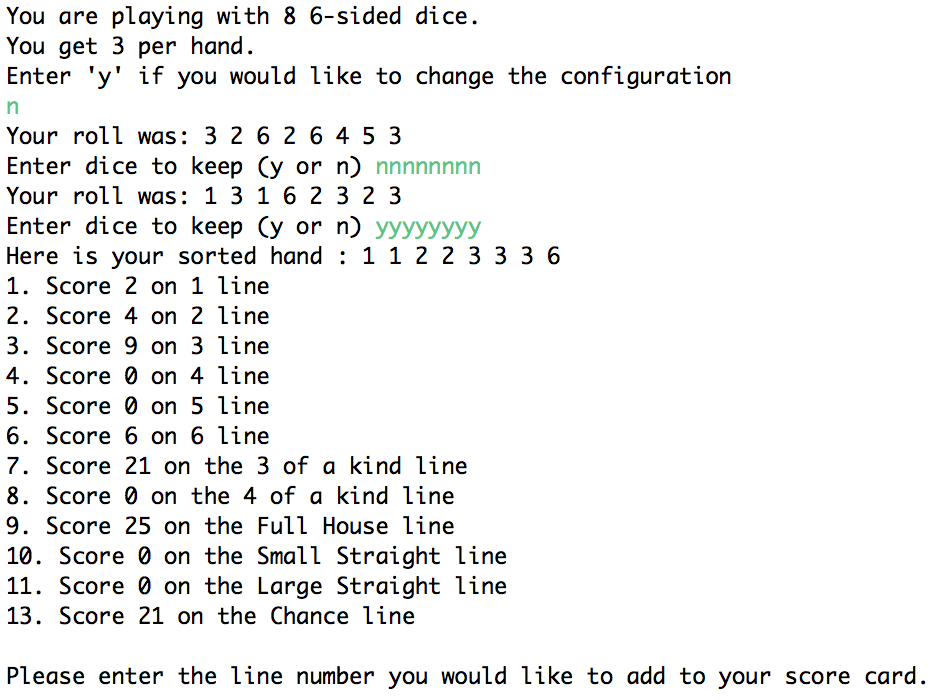 You are playing with 8 6-sided dice.
You get 3 per hand.
Enter 'y' if you would like to change the configuration
n
Your roll was: 3 2 6 2 6 4 5 3
Enter dice to keep (y or n) nnnnnnnn
Your roll was: 1 3 1 6 2 3 2 3
Enter dice to keep (y or n) yyyyyyyy
Here is your sorted hand : 1 1 2 2 3 3 3 6
1. Score 2 on 1 line
2. Score 4 on 2 line
3. Score 9 on 3 line
4. Score 0 on 4 line
5. Score 0 on 5 line
6. Score 6 on 6 line
7. Score 21 on the 3 of a kind line
8. Score 0 on the 4 of a kind line
9. Score 25 on the Full House line
10. Score 0 on the Small Straight line
11. Score 0 on the Large Straight line
13. Score 21 on the Chance line
Please enter the line number you would like to add to your score card.